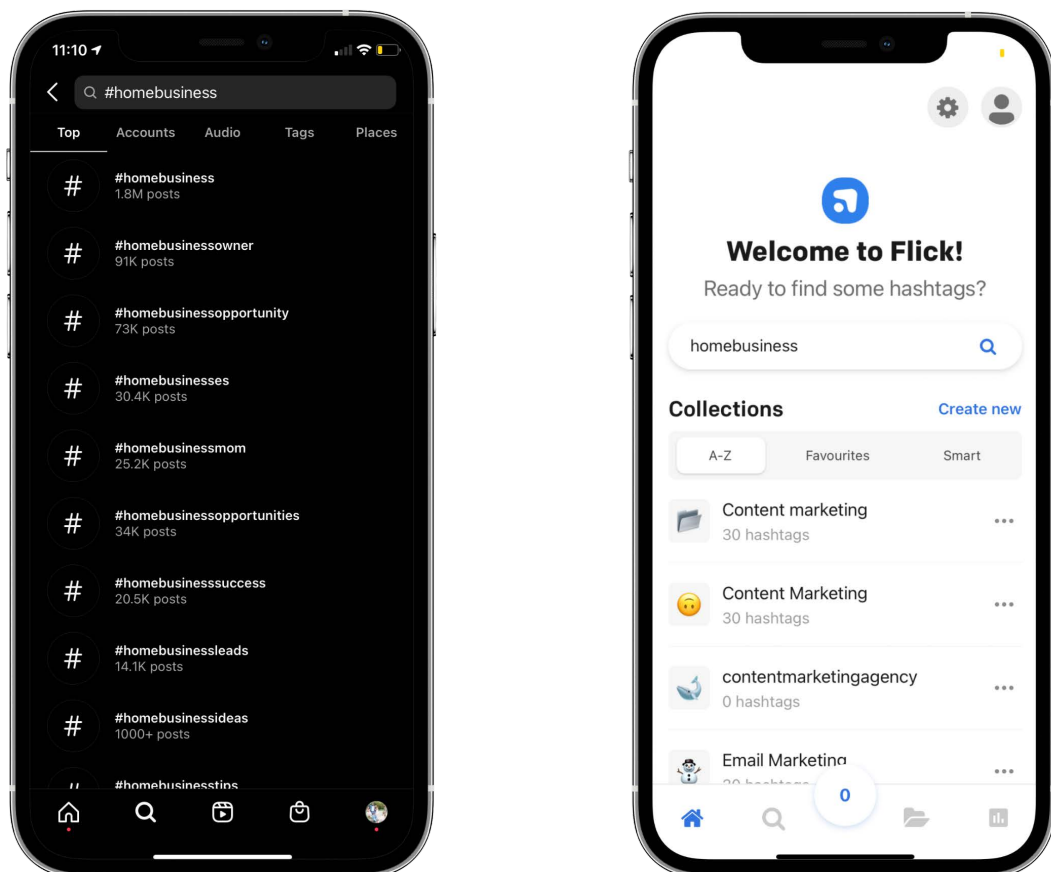 11:10
#homebusiness
Top Accounts Audio Tags Places
#homebusiness
1.8M posts
#homebusinessowner
91K posts
#homebusinessopportunity
73K posts
#homebusinesses
30.4K posts
#homebusinessmom
25.2K posts
#homebusinessopportunities
34K posts
#homebusinesssuccess
20.5K posts
#homebusinessleads
14.1K posts
#homebusinessideas
1000+ posts
#homebusinesstips
Welcome to Flick!
Ready to find some hashtags?
homebusiness
Collections Create new
A-Z Favourites Smart
Content marketing
30 hashtags
Content Marketing
30 hashtags
contentmarketingagency
0 hashtags
Email Marketing
0